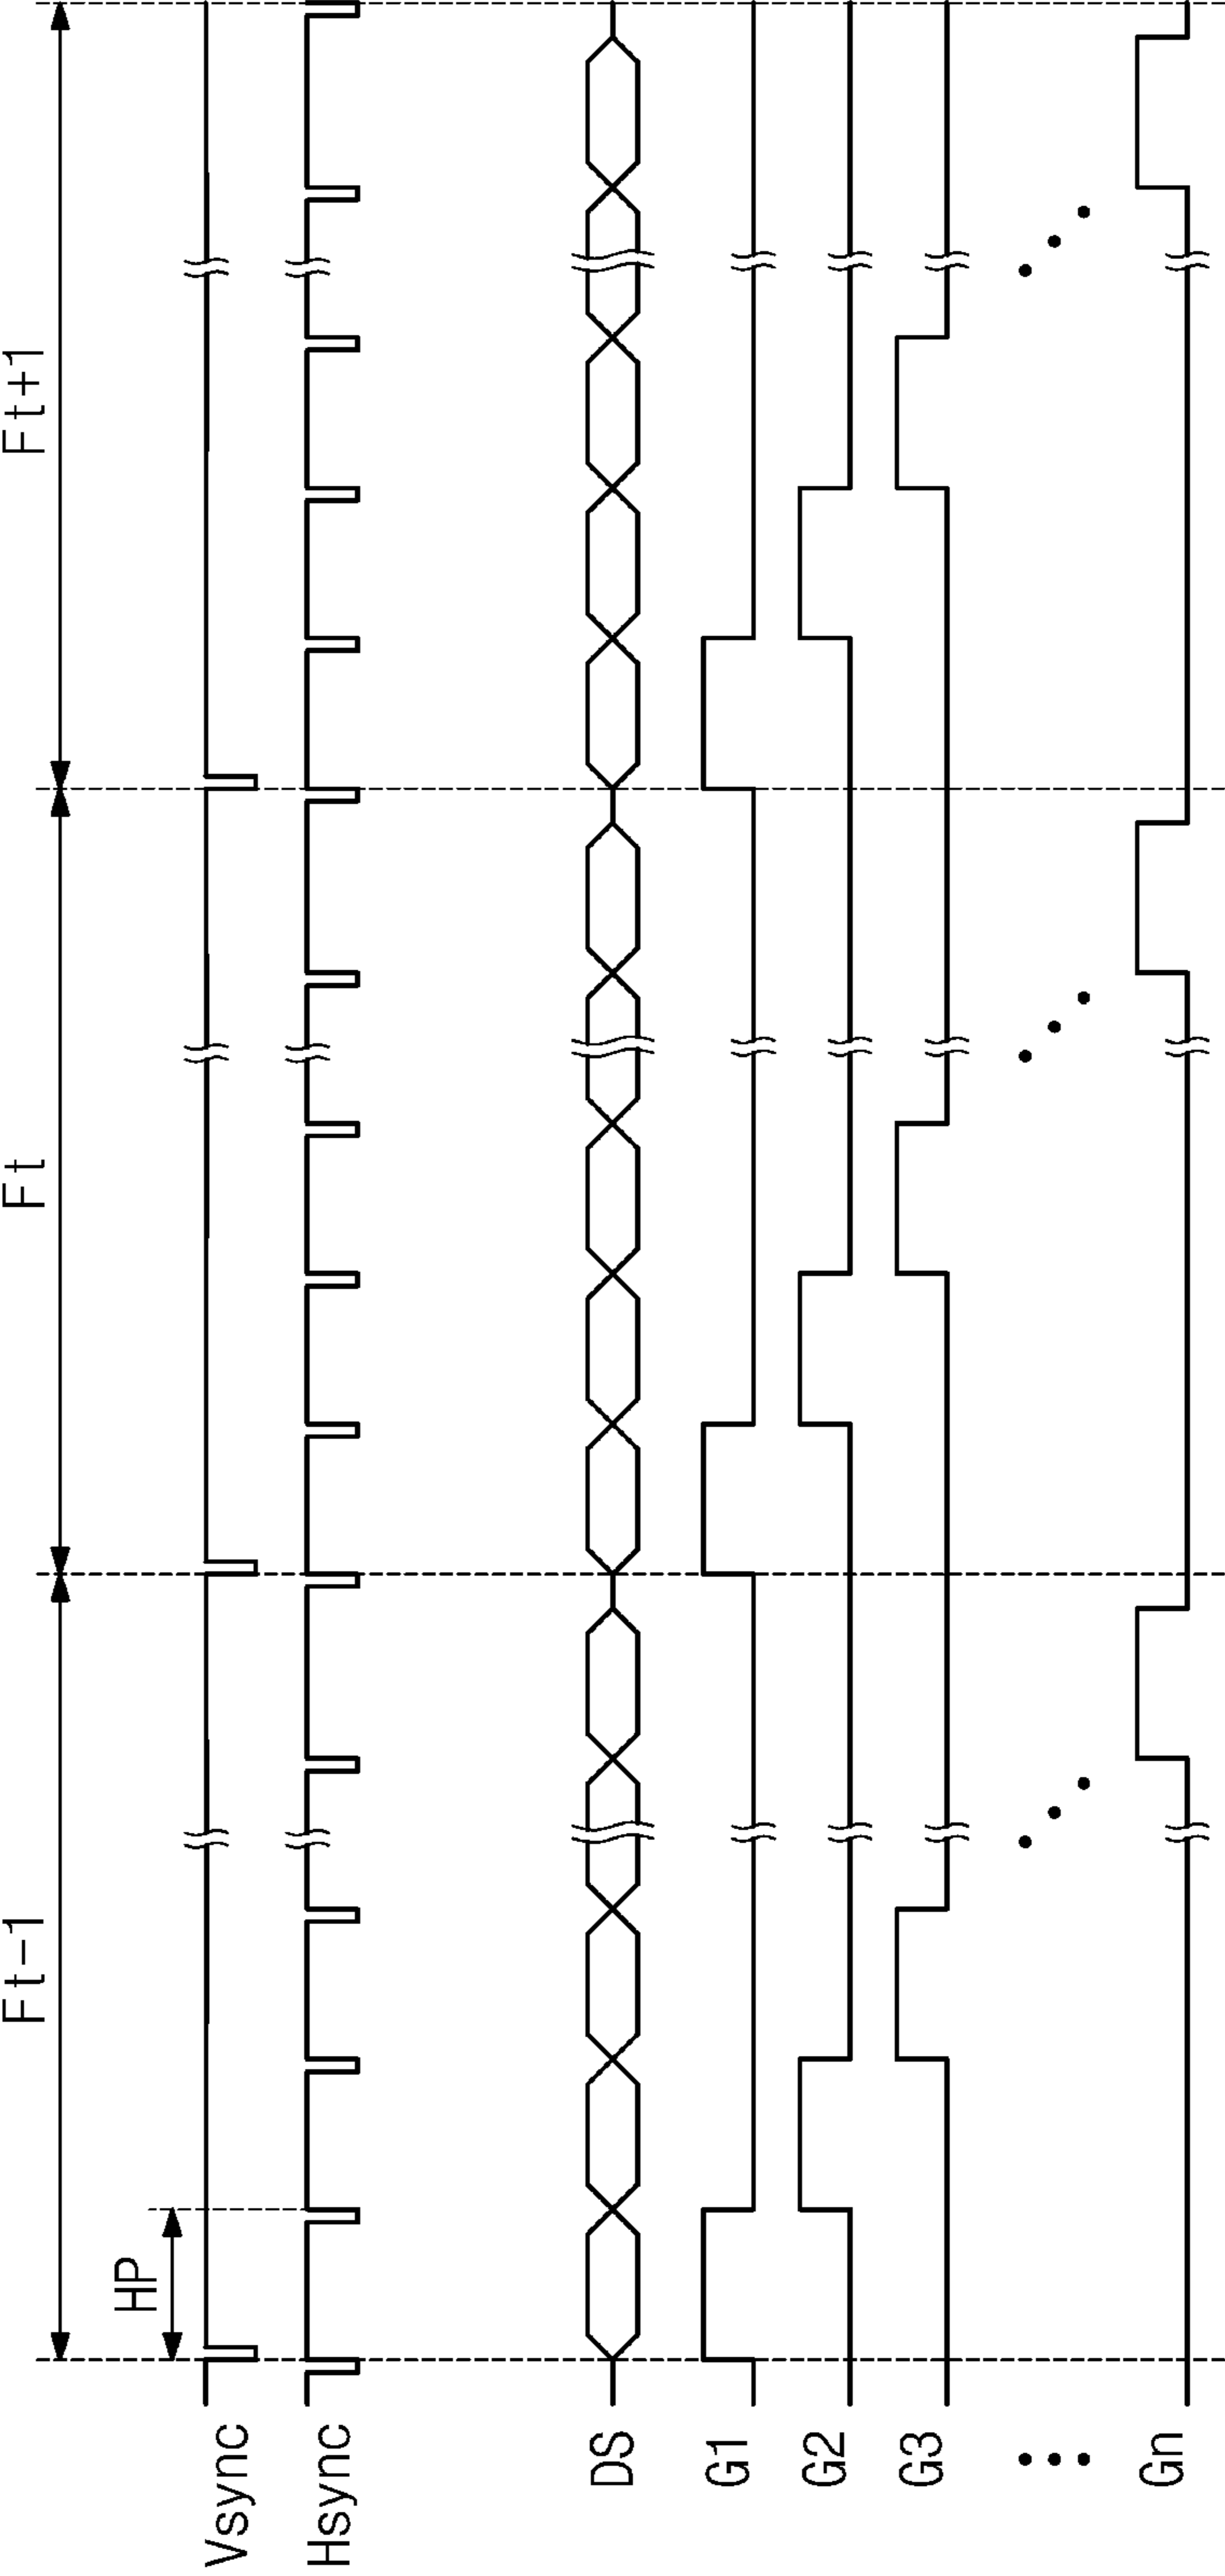 Ft-1
Ft
Ft+1
HP
Vsync
Hsync
DS
G1
G2
G3
Gn